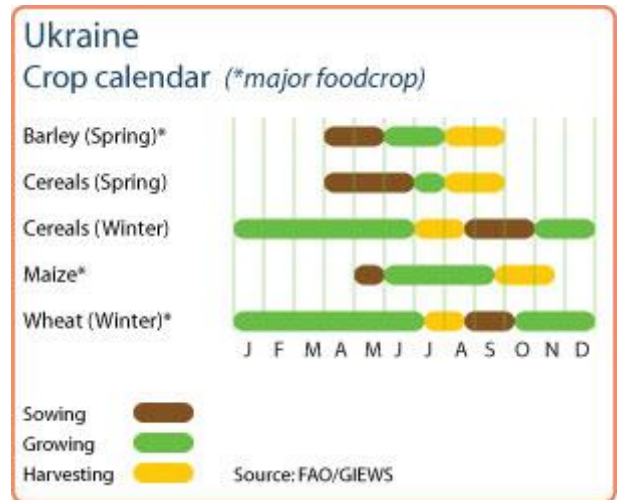 Ukraine
Crop calendar (*major foodcrop)
Barley (Spring)*
Cereals (Spring)
Cereals (Winter)
Maize*
Wheat (Winter)*
J F M A M J J A S O N D
Sowing
Growing
Harvesting
Source: FAO/GIEWS